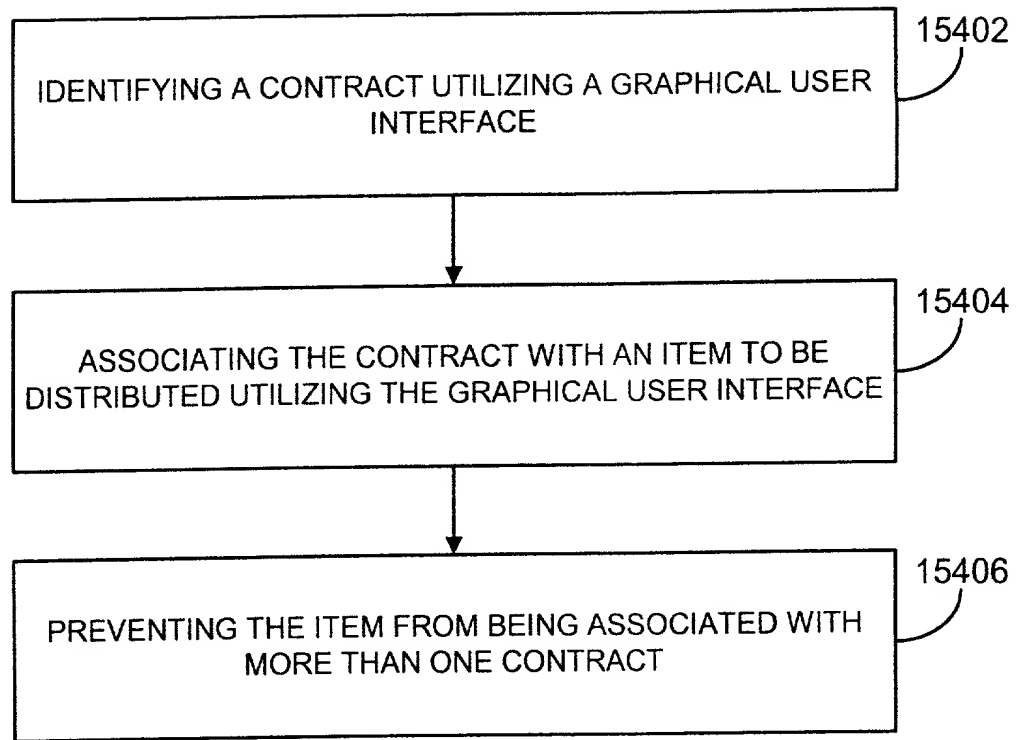 15402
IDENTIFYING A CONTRACT UTILIZING A GRAPHICAL USER
INTERFACE
15404
ASSOCIATING THE CONTRACT WITH AN ITEM TO BE
DISTRIBUTED UTILIZING THE GRAPHICAL USER INTERFACE
15406
PREVENTING THE ITEM FROM BEING ASSOCIATED WITH
MORE THAN ONE CONTRACT